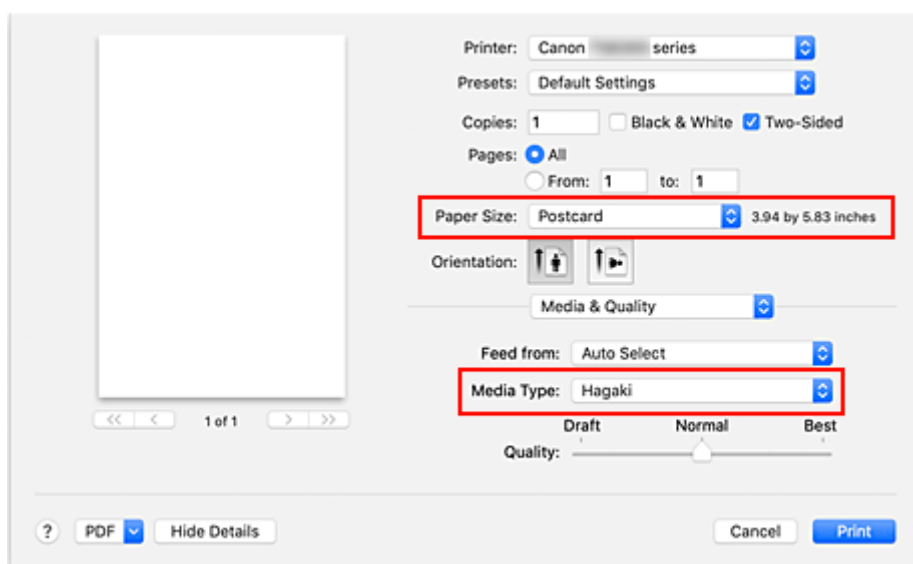 Printer: Canon series
Presets: Default Settings
Copies: 1 Black & White Two-Sided
Pages: All
From: 1 to: 1
Paper Size: Postcard 3.94 by 5.83 inches
Orientation:
Media & Quality
Feed from: Auto Select
Media Type: Hagaki
Draft Normal Best
Quality:
<< < 1 of 1 > >>
? PDF Hide Details Cancel Print